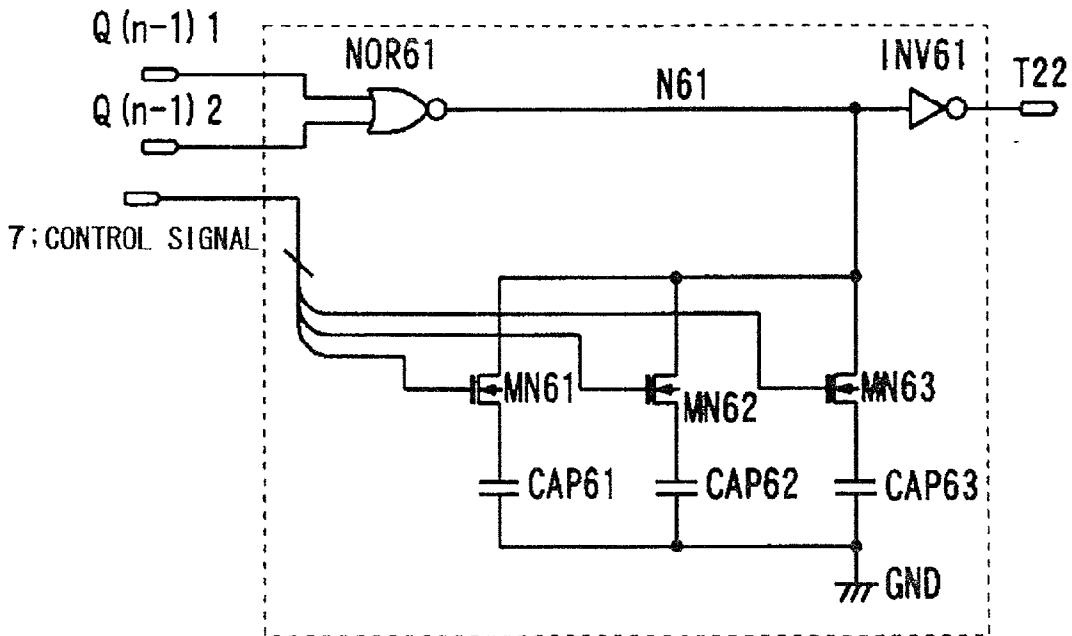 Q(n-1)1
NOR61
INV61
N61
T22
Q(n-1)2
7;CONTROL SIGNAL
MN61
MN62
MN63
CAP61
CAP62
CAP63
GND